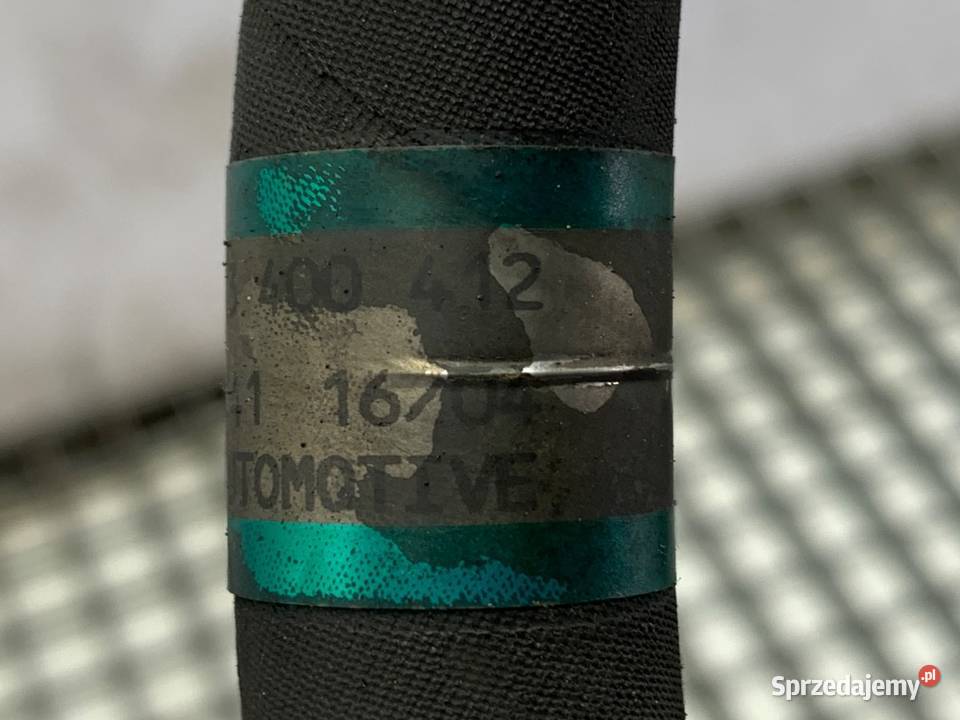 400 412
1 16/04
UTOMOTIVE
Sprzedajemy.pl